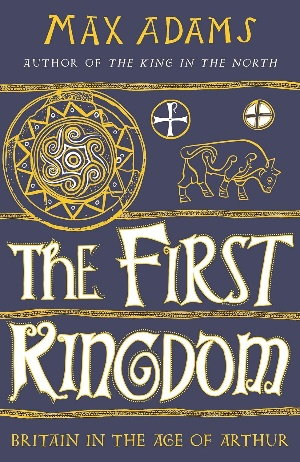 MAX ADAMS
AUTHOR OF THE KING IN THE NORTH
THE FIRST
KINGDOM
BRITAIN IN THE AGE OF ARTHUR